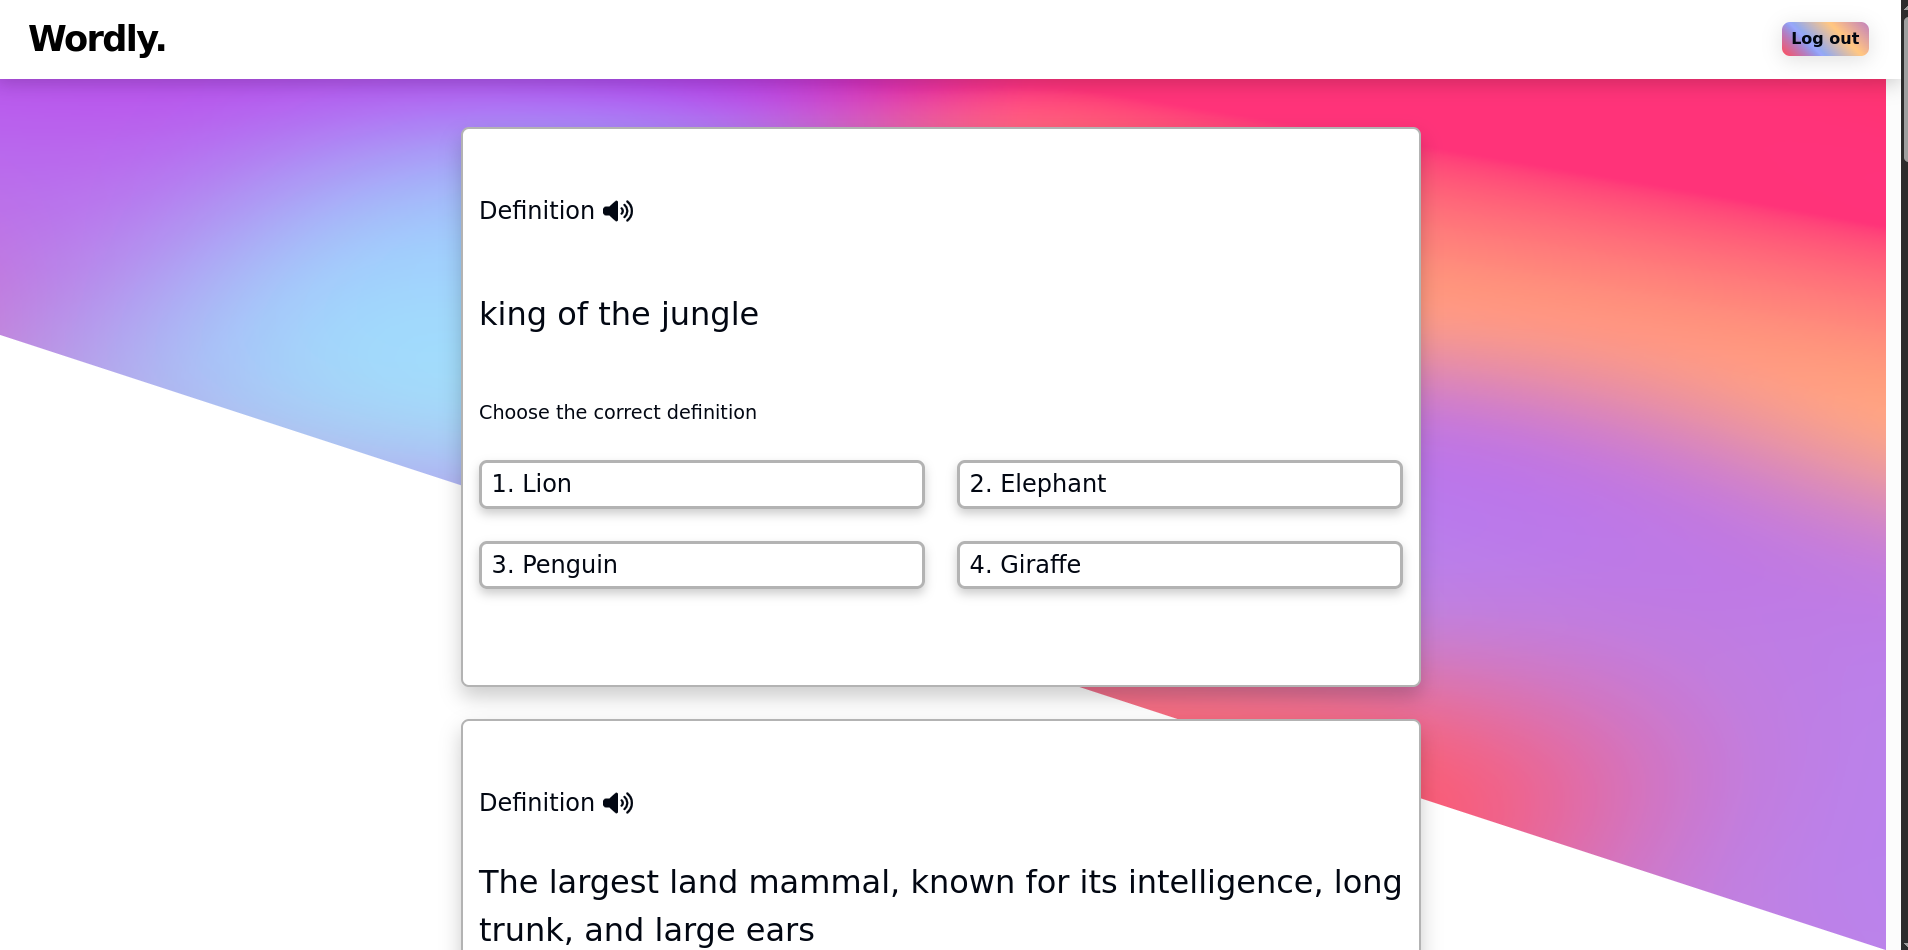 Wordly.
Log out
Definition
king of the jungle
Choose the correct definition
1. Lion
2. Elephant
3. Penguin
4. Giraffe
Definition
The largest land mammal, known for its intelligence, long
trunk, and large ears